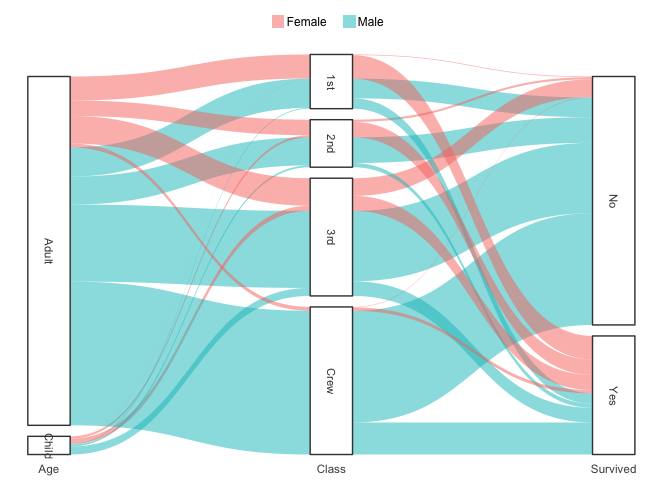 Female
Male
1st
2nd
3rd
Crew
Adult
Child
No
Yes
Age
Class
Survived